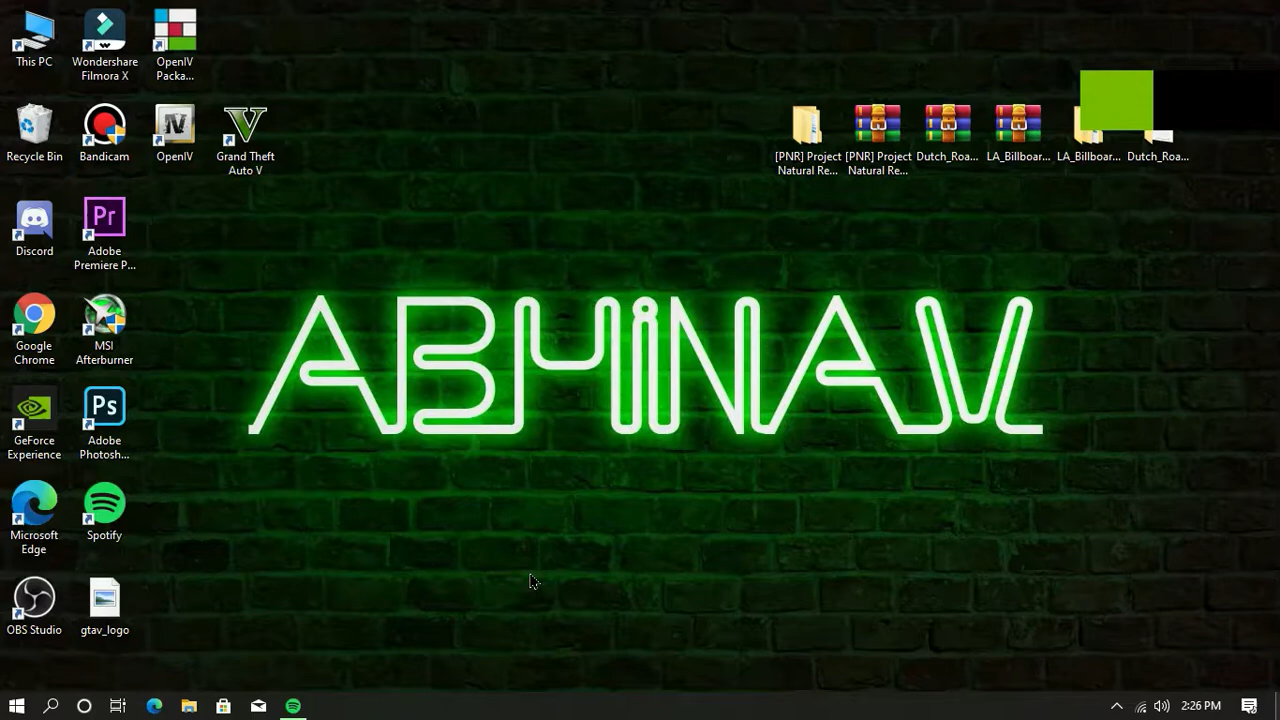 This PC
Wondershare
Filmora X
OpenIV
Packa...
Recycle Bin
Bandicam
OpenIV
Grand Theft
Auto V
[PNR] Project
Natural Re...
[PNR] Project
Natural Re...
Dutch_Roa...
LA_Billboar...
LA_Billboar...
Dutch_Roa...
Discord
Pr
Adobe
Premiere P...
Google
Chrome
MSI
Afterburner
ABHINAV
GeForce
Experience
Ps
Adobe
Photosh...
Microsoft
Edge
Spotify
OBS Studio
gtav_logo
2:26 PM